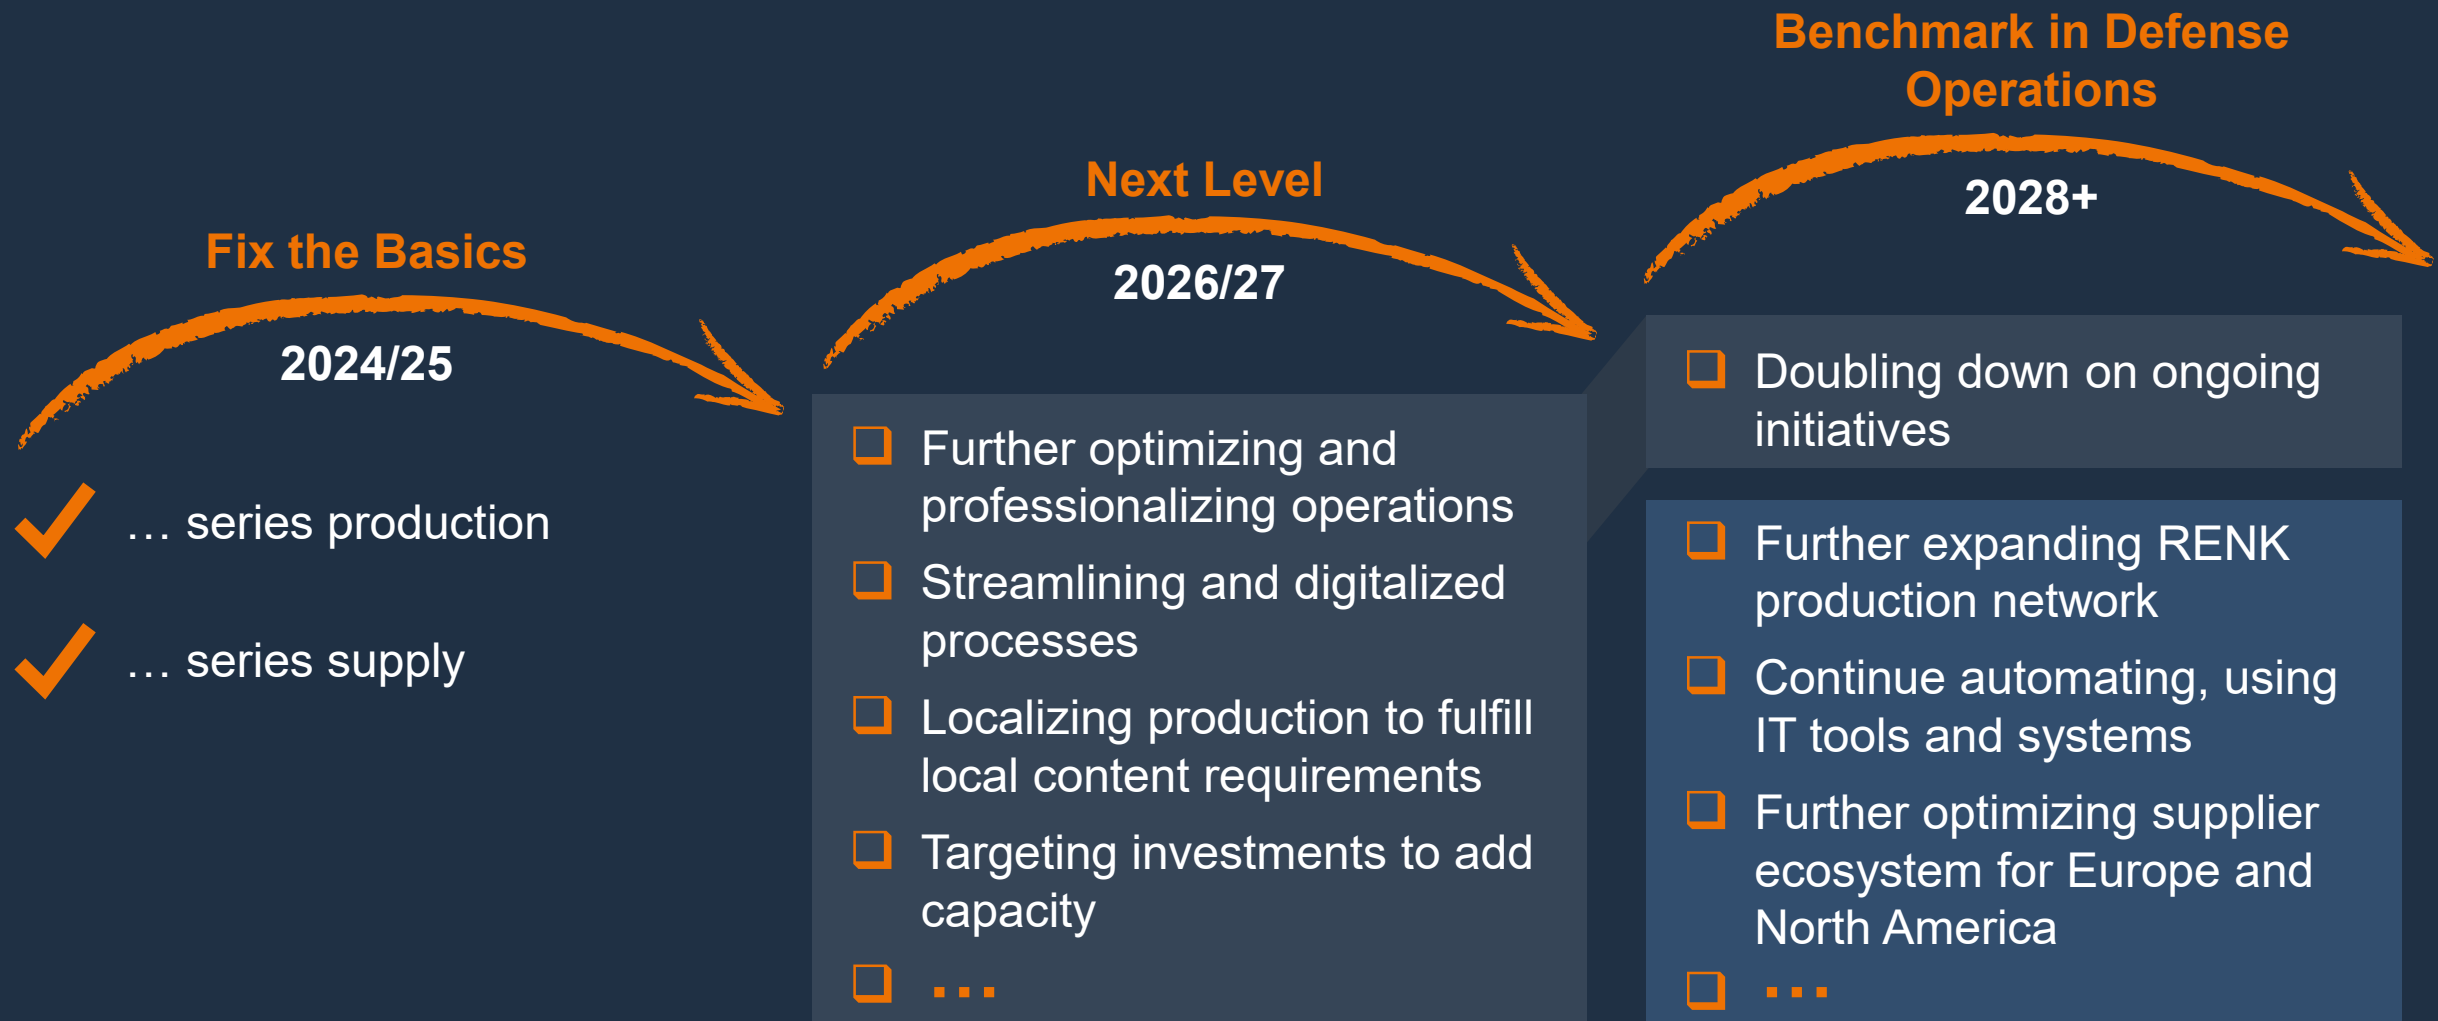 Fix the Basics
2024/25
… series production
… series supply
Next Level
2026/27
Further optimizing and
professionalizing operations
Streamlining and digitalized
processes
Localizing production to fulfill
local content requirements
Targeting investments to add
capacity
…
Benchmark in Defense
Operations
2028+
Doubling down on ongoing
initiatives
Further expanding RENK
production network
Continue automating, using
IT tools and systems
Further optimizing supplier
ecosystem for Europe and
North America
…